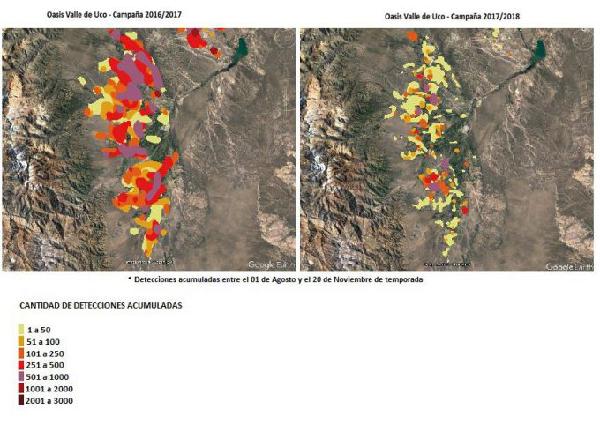 Oasis Valle de Uco - Campaña 2016/2017
Oasis Valle de Uco - Campaña 2017/2018
Google Earth
Google Earth
* Detecciones acumuladas entre el 01 de Agosto y el 20 de Noviembre de temporada
CANTIDAD DE DETECCIONES ACUMULADAS
1 a 50
51 a 100
101 a 250
251 a 500
501 a 1000
1001 a 2000
2001 a 3000